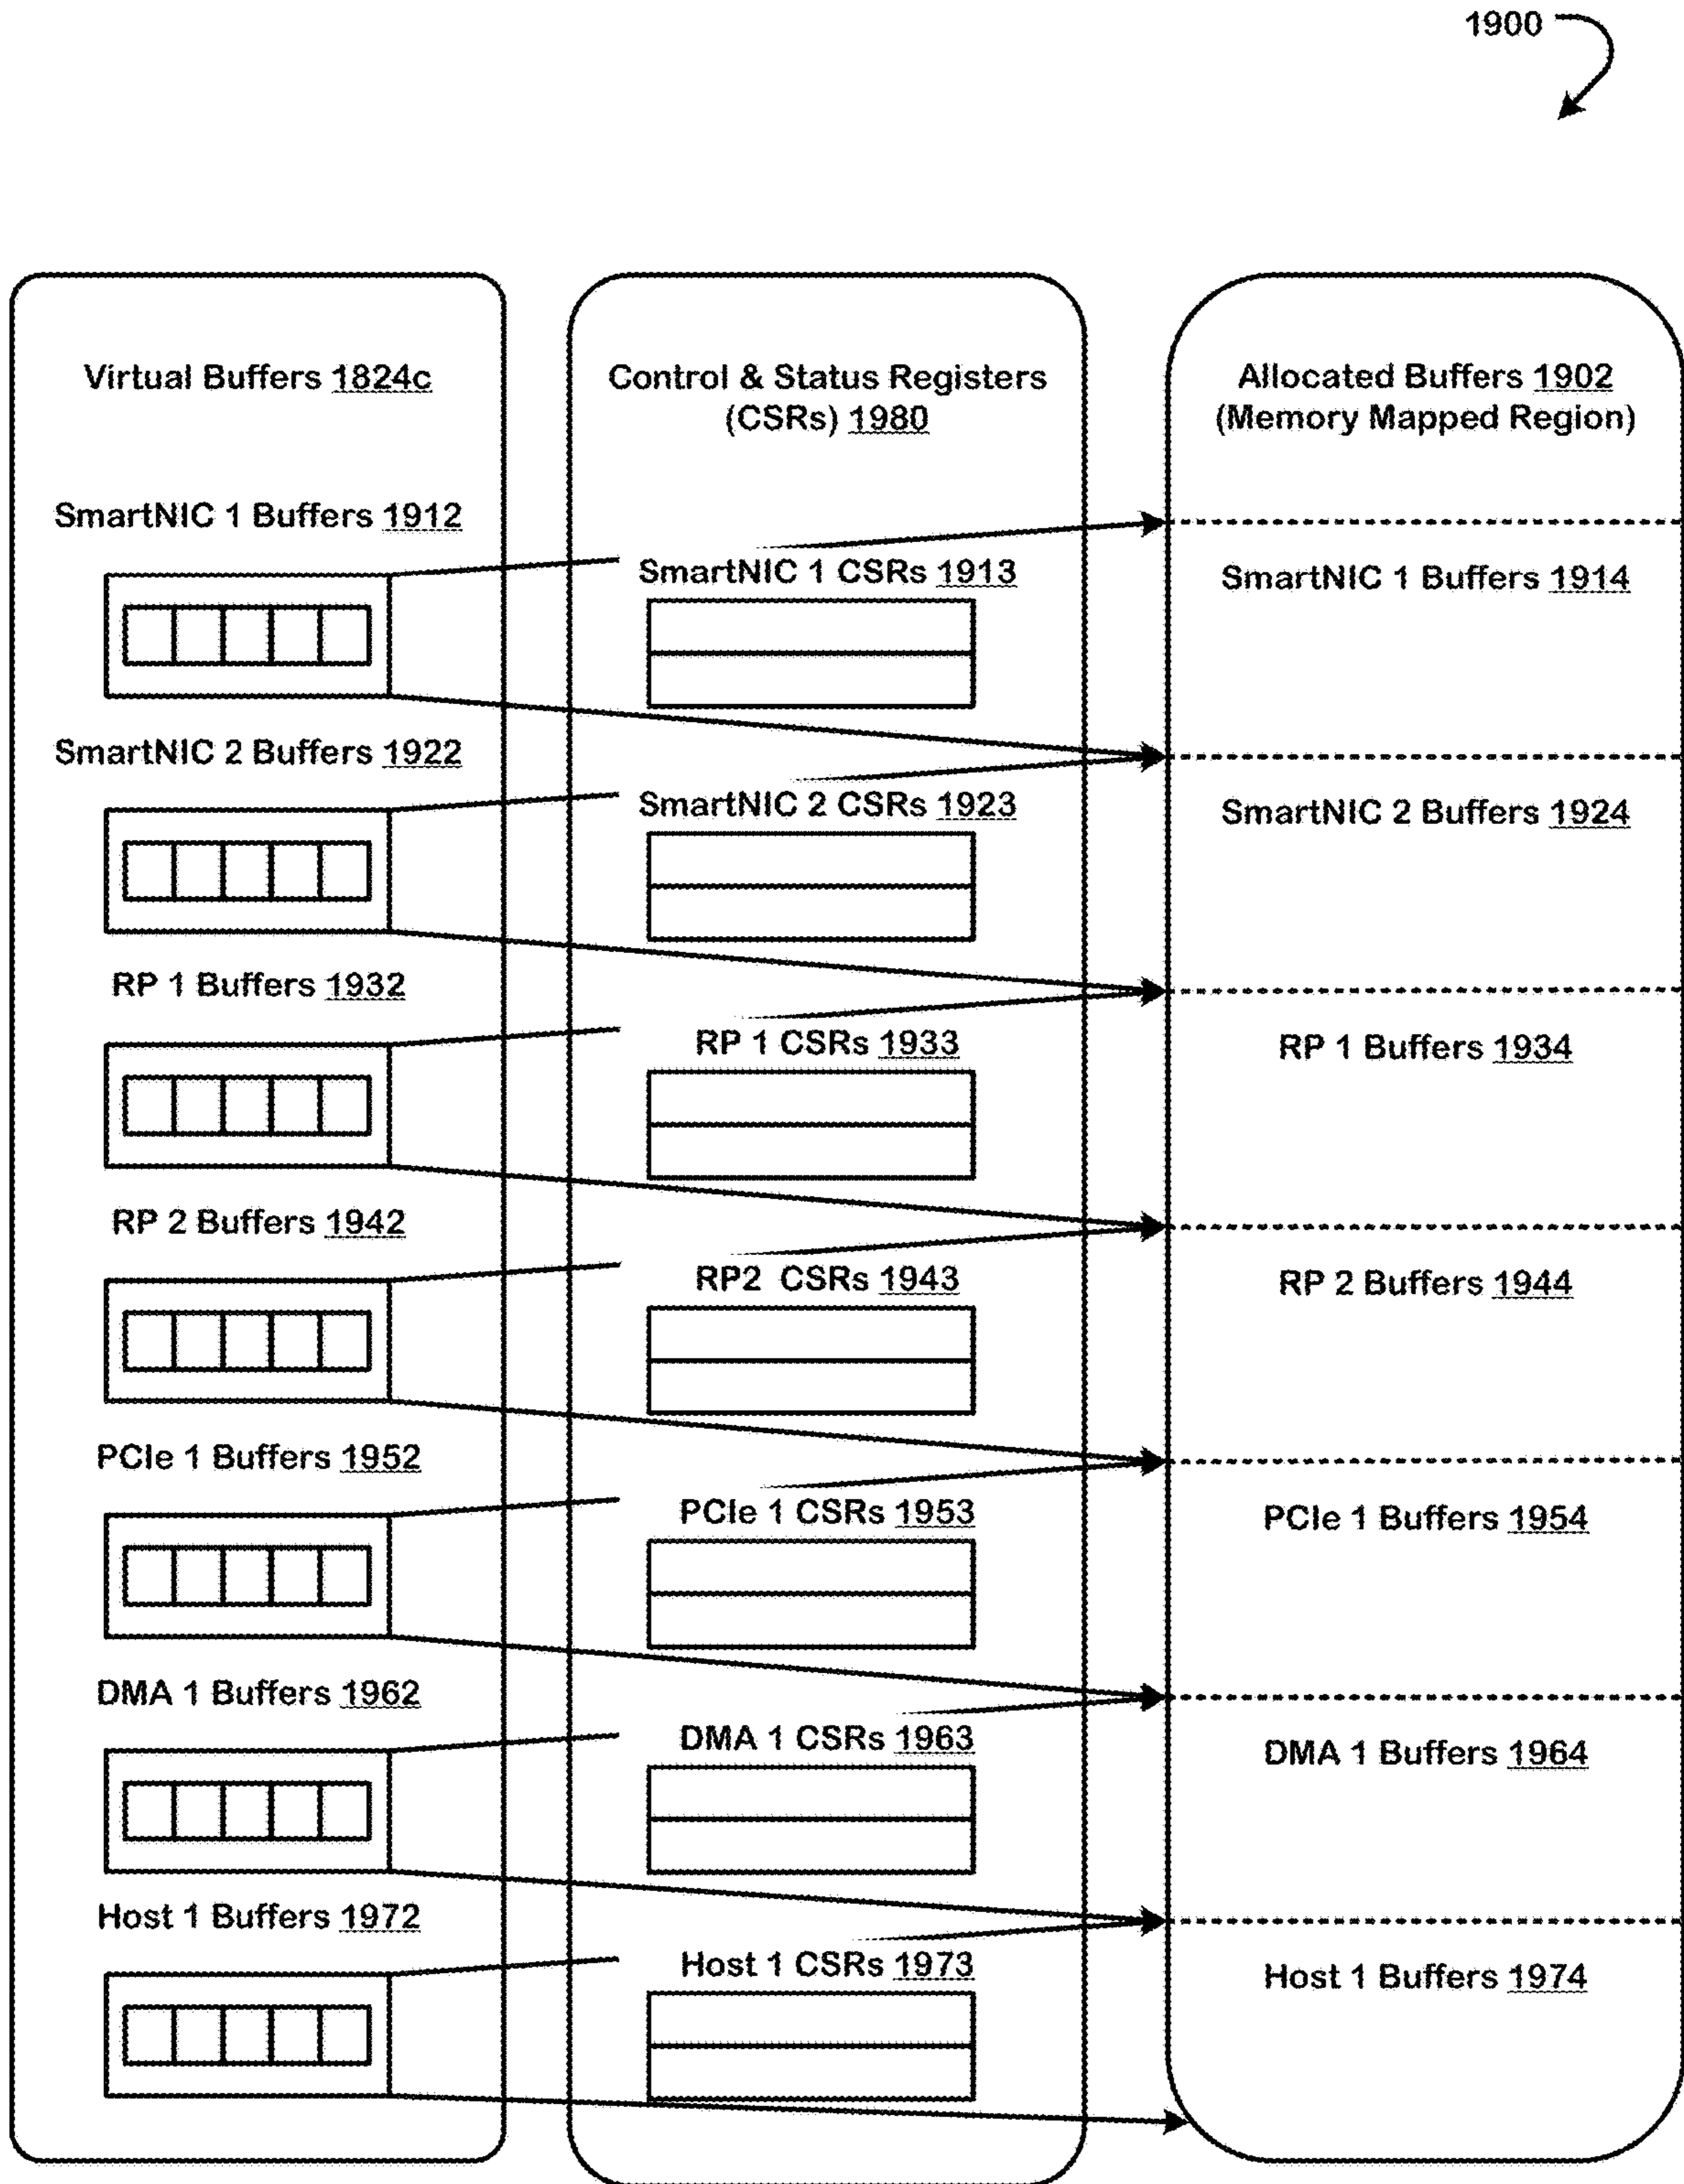 1900
Virtual Buffers 1824c
SmartNIC 1 Buffers 1912
SmartNIC 2 Buffers 1922
RP 1 Buffers 1932
RP 2 Buffers 1942
PCIe 1 Buffers 1952
DMA 1 Buffers 1962
Host 1 Buffers 1972
Control & Status Registers
(CSRs) 1980
SmartNIC 1 CSRs 1913
SmartNIC 2 CSRs 1923
RP 1 CSRs 1933
RP2 CSRs 1943
PCIe 1 CSRs 1953
DMA 1 CSRs 1963
Host 1 CSRs 1973
Allocated Buffers 1902
(Memory Mapped Region)
SmartNIC 1 Buffers 1914
SmartNIC 2 Buffers 1924
RP 1 Buffers 1934
RP 2 Buffers 1944
PCIe 1 Buffers 1954
DMA 1 Buffers 1964
Host 1 Buffers 1974